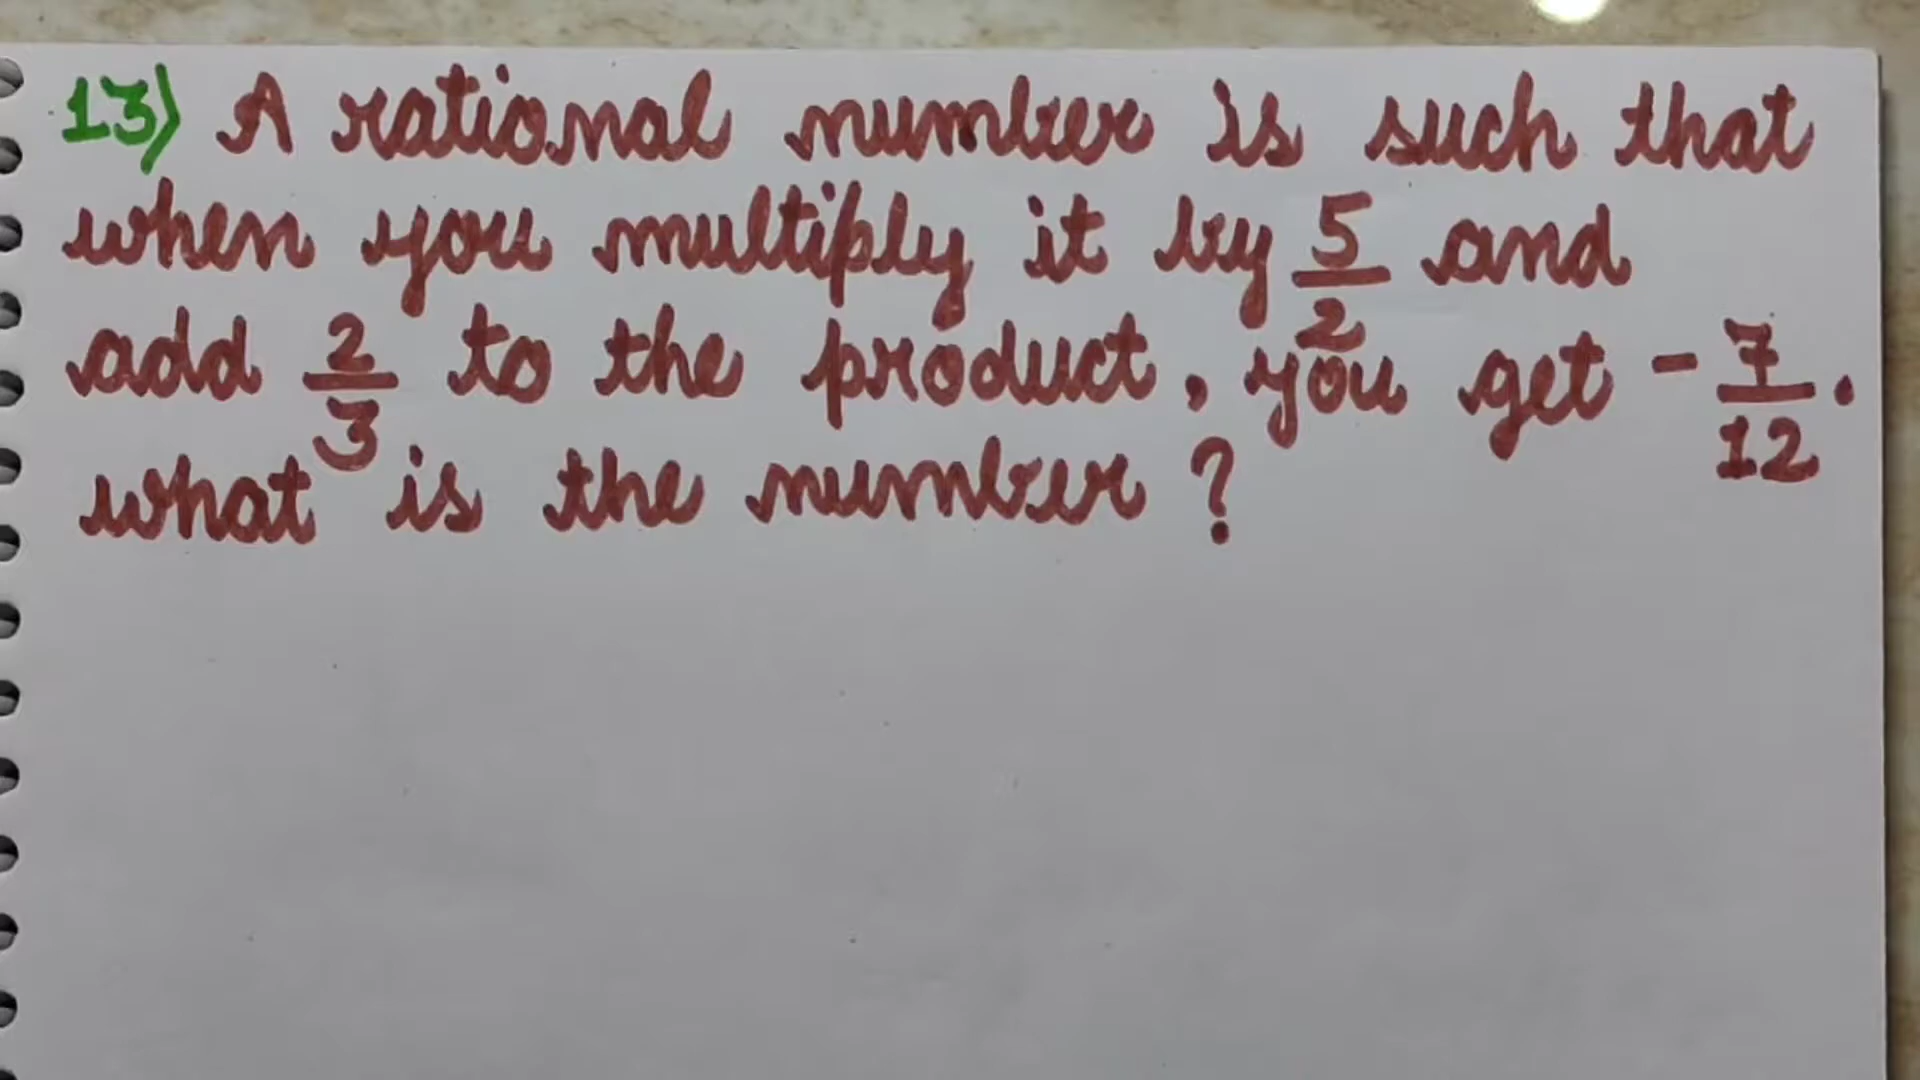 13) A rational number is such that
when you multiply it by 5/2 and
add 2/3 to the product, you get - 7/12.
what is the number ?